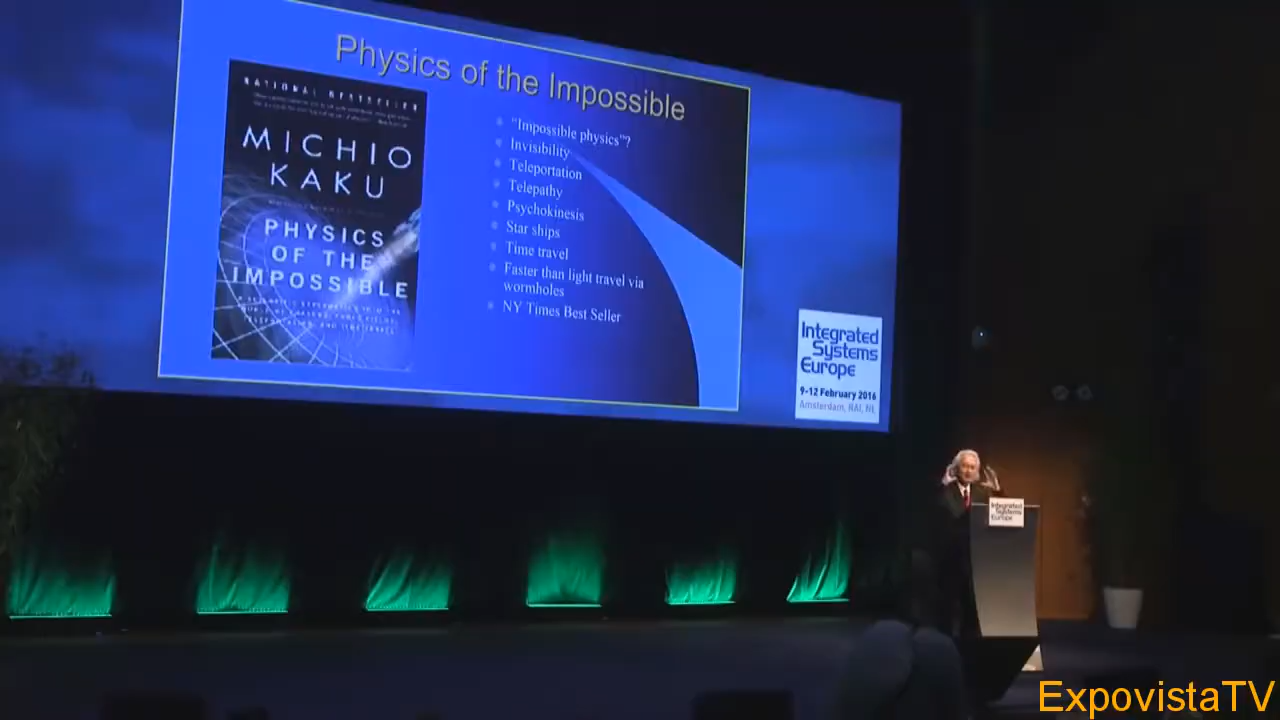 Physics of the Impossible
NATIONAL BESTSELLER
MICHIO
KAKU
PHYSICS
OF THE
IMPOSSIBLE
“Impossible physics”?
Invisibility
Teleportation
Telepathy
Psychokinesis
Star ships
Time travel
Faster than light travel via
wormholes
NY Times Best Seller
Integrated
Systems
Europe
9-12 February 2016
Amsterdam, RAI, NL
Integrated
Systems
Europe
ExpovistaTV